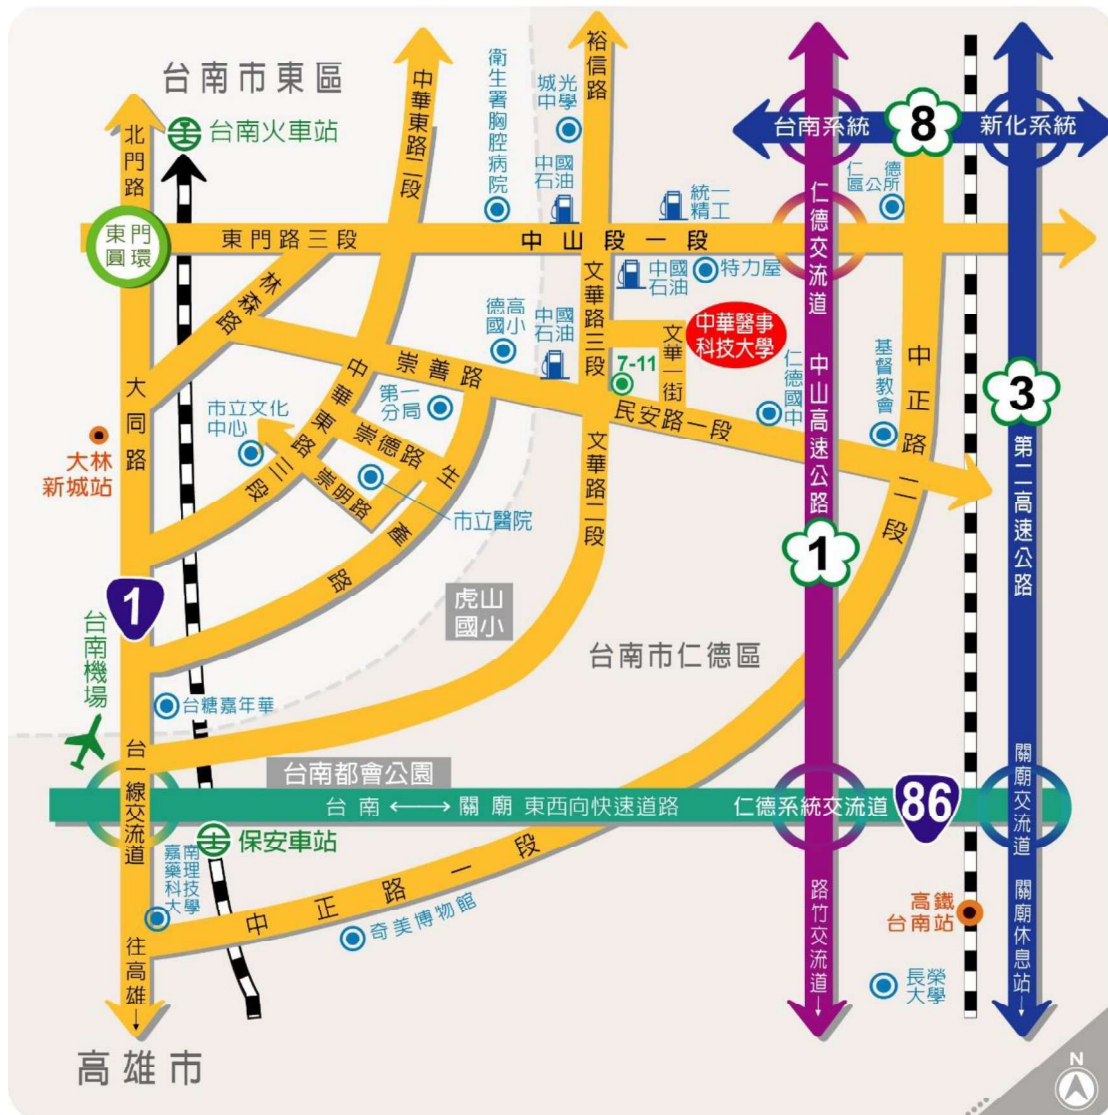 台南市東區
台南火車站
北門路
東門
圓環
東門路三段
中山段一段
中華東路二段
衛生署胸腔病院
城光
中學
裕信路
中國
石油
統一
精工
台南系統
8
新化系統
仁德
區公所
仁德交流道
林森路
德高
國小
中國
石油
文華路三段
中國
石油
特力屋
文華一街
中華醫事
科技大學
7-11
仁德
國中
中山高速公路
基督教會
中正路二段
3
第二高速公路
大同路
崇善路
民安路一段
第一
分局
市立文化
中心
中華東路三段
崇德路
崇明路
市立醫院
生產路
文華路二段
大林
新城站
1
1
台南機場
虎山
國小
台南市仁德區
台糖嘉年華
台一線交流道
台南都會公園
台南 ⟷ 關廟 東西向快速道路
仁德系統交流道
86
關廟交流道
保安車站
嘉南
藥理
科技
大學
中正路一段
奇美博物館
路竹交流道→
高鐵
台南站
關廟休息站→
長榮
大學
往高雄→
高雄市
N